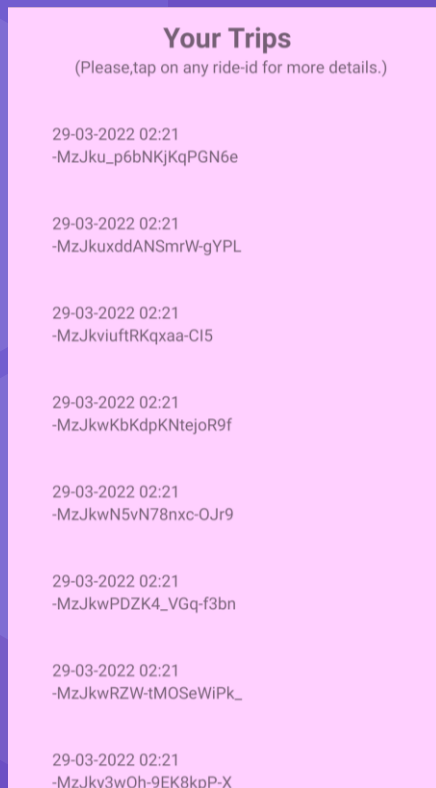 Your Trips
(Please,tap on any ride-id for more details.)
29-03-2022 02:21
-MzJku_p6bNKjKqPGN6e
29-03-2022 02:21
-MzJkuxddANSmrW-gYPL
29-03-2022 02:21
-MzJkviuftRKqxaa-CI5
29-03-2022 02:21
-MzJkwKbKdpKNtejoR9f
29-03-2022 02:21
-MzJkwN5vN78nxc-OJr9
29-03-2022 02:21
-MzJkwPDZK4_VGq-f3bn
29-03-2022 02:21
-MzJkwRZW-tMOSeWiPk_
29-03-2022 02:21
-MzJky3wOh-9EK8kpP-X